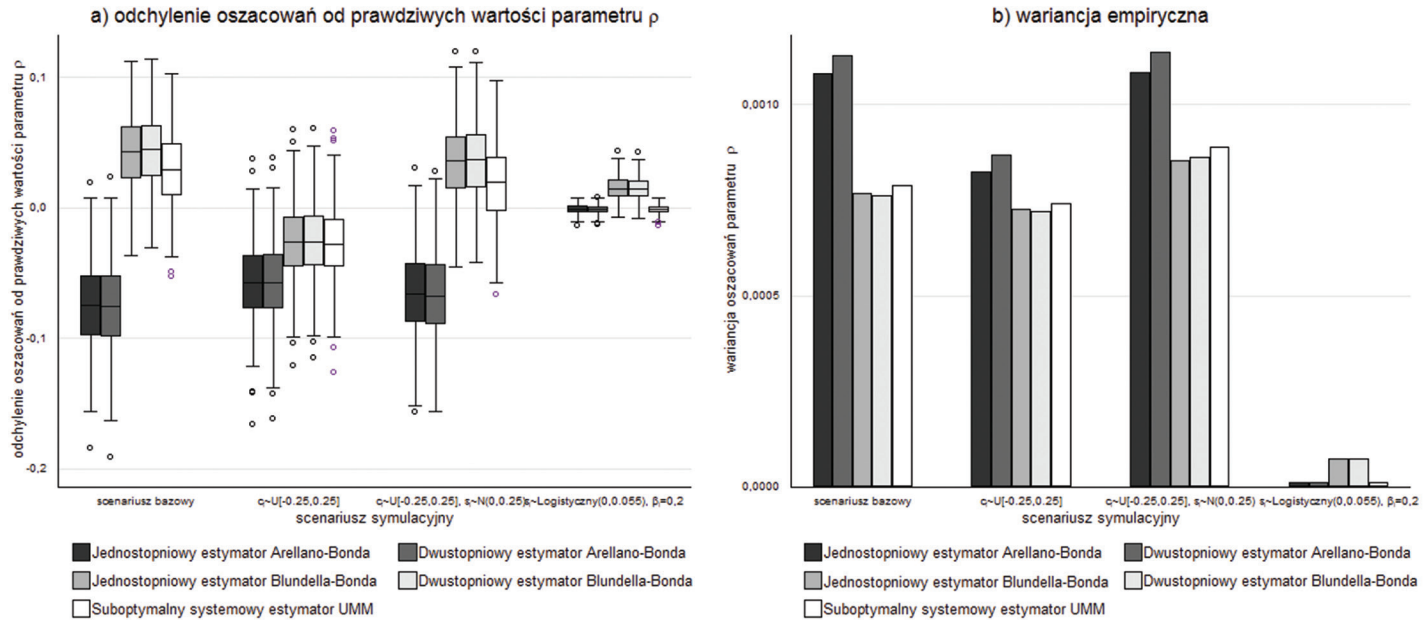 a) odchylenie oszacowań od prawdziwych wartości parametru ρ
odchylenie oszacowań od prawdziwych wartości parametru ρ
0,1
0,0
-0,1
-0,2
scenariusz bazowy
cᵢ~U[-0.25,0.25]
cᵢ~U[-0.25,0.25], sᵢ~N(0,0.25)
sᵢ~Logistyczny(0,0.055), βᵢ=0,2
scenariusz symulacyjny
Jednostopniowy estymator Arellano-Bonda
Dwustopniowy estymator Arellano-Bonda
Jednostopniowy estymator Blundella-Bonda
Dwustopniowy estymator Blundella-Bonda
Suboptymalny systemowy estymator UMM
b) wariancja empiryczna
wariancja oszacowań parametru ρ
0,0010
0,0005
0,0000
scenariusz bazowy
cᵢ~U[-0.25,0.25]
cᵢ~U[-0.25,0.25], sᵢ~N(0,0.25)
sᵢ~Logistyczny(0,0.055), βᵢ=0,2
scenariusz symulacyjny
Jednostopniowy estymator Arellano-Bonda
Dwustopniowy estymator Arellano-Bonda
Jednostopniowy estymator Blundella-Bonda
Dwustopniowy estymator Blundella-Bonda
Suboptymalny systemowy estymator UMM